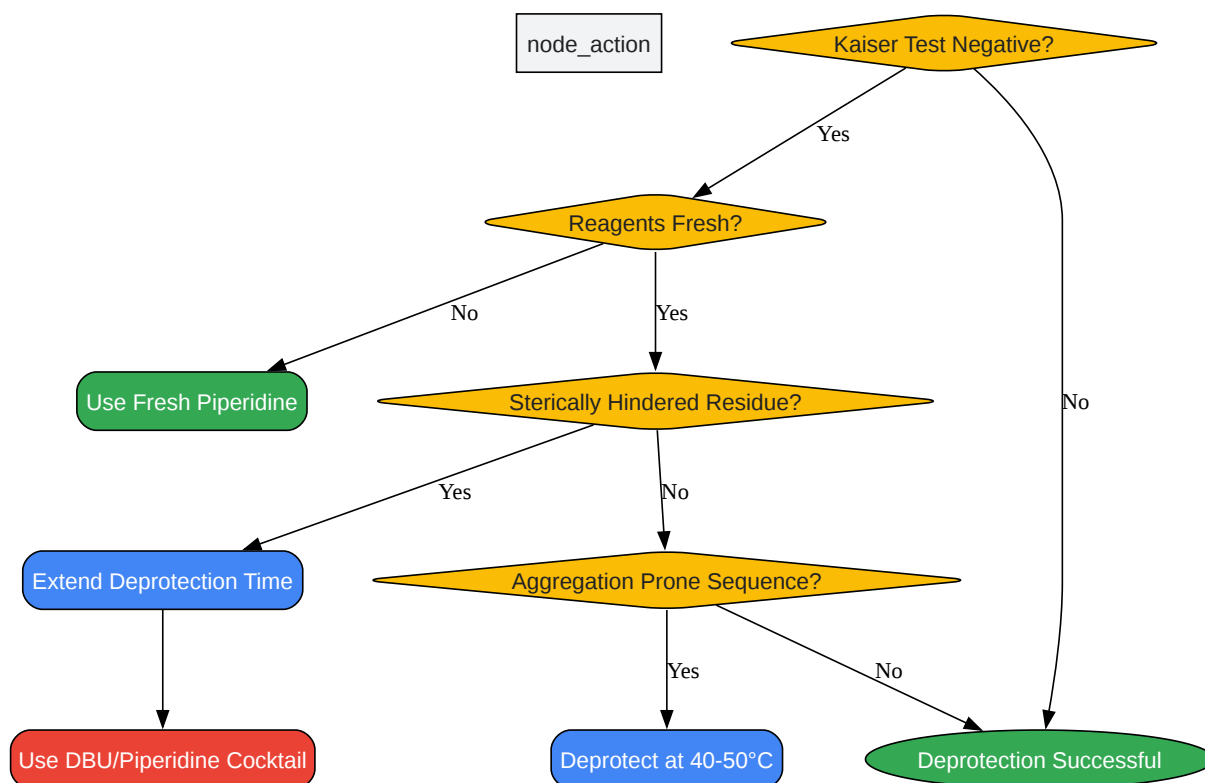 node_action
Kaiser Test Negative?
Yes
Reagents Fresh?
No
Yes
Use Fresh Piperidine
Sterically Hindered Residue?
No
Yes
No
Extend Deprotection Time
Aggregation Prone Sequence?
Yes
No
Use DBU/Piperidine Cocktail
Deprotect at 40-50°C
Deprotection Successful